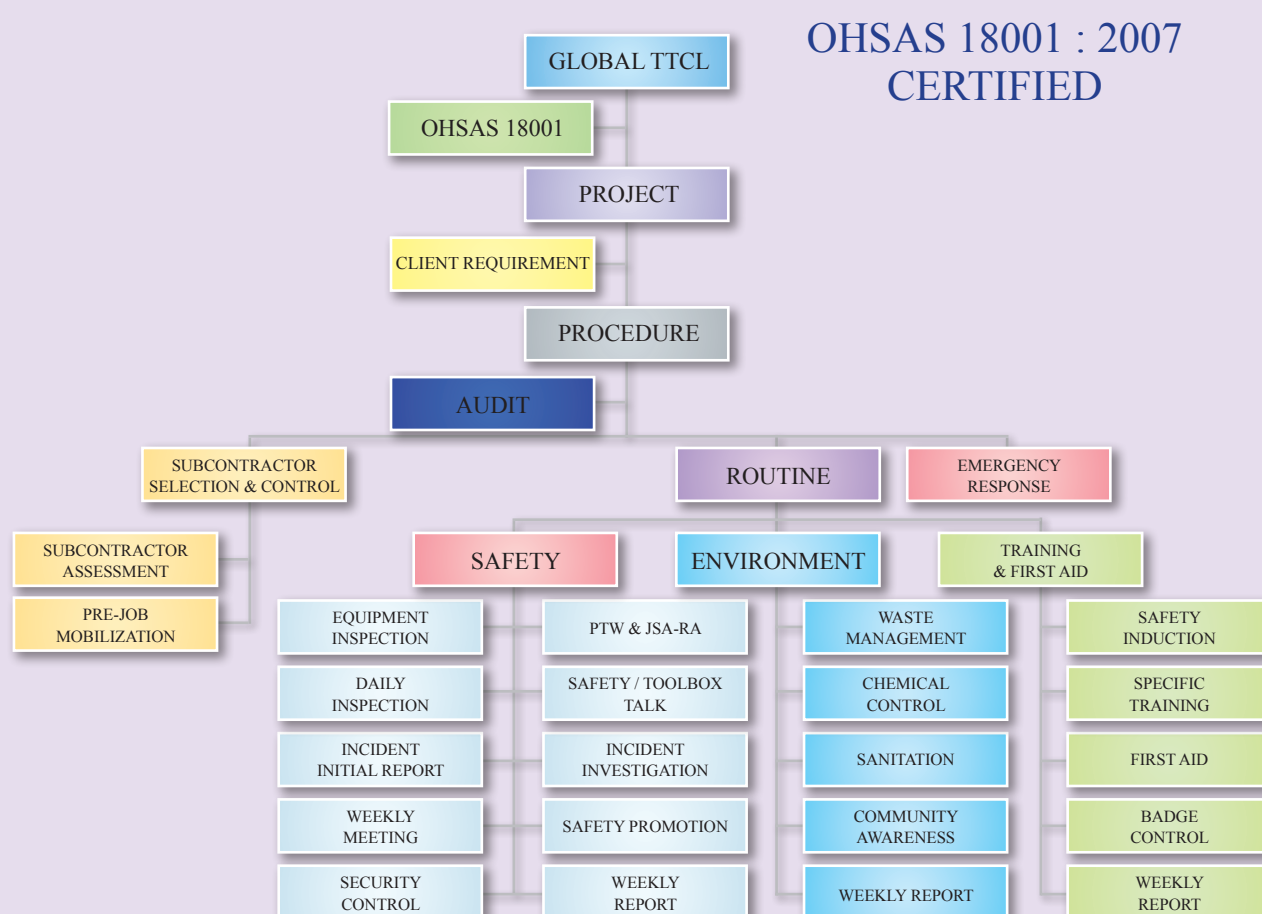 OHSAS 18001 : 2007
CERTIFIED
GLOBAL TTCL
OHSAS 18001
PROJECT
CLIENT REQUIREMENT
PROCEDURE
AUDIT
SUBCONTRACTOR
SELECTION & CONTROL
ROUTINE
EMERGENCY
RESPONSE
SUBCONTRACTOR
ASSESSMENT
PRE-JOB
MOBILIZATION
SAFETY
ENVIRONMENT
TRAINING
& FIRST AID
EQUIPMENT
INSPECTION
PTW & JSA-RA
WASTE
MANAGEMENT
SAFETY
INDUCTION
DAILY
INSPECTION
SAFETY / TOOLBOX
TALK
CHEMICAL
CONTROL
SPECIFIC
TRAINING
INCIDENT
INITIAL REPORT
INCIDENT
INVESTIGATION
SANITATION
FIRST AID
WEEKLY
MEETING
SAFETY PROMOTION
COMMUNITY
AWARENESS
BADGE
CONTROL
SECURITY
CONTROL
WEEKLY
REPORT
WEEKLY REPORT
WEEKLY
REPORT